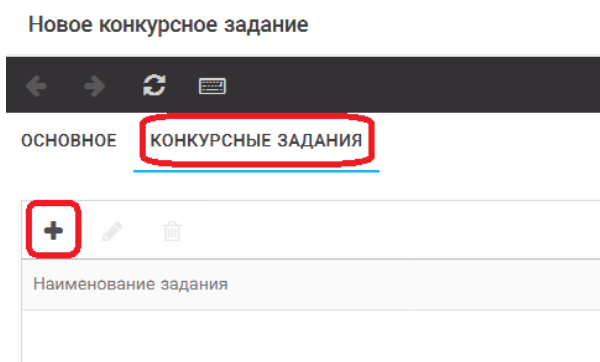 Новое конкурсное задание
ОСНОВНОЕ КОНКУРСНЫЕ ЗАДАНИЯ
Наименование задания